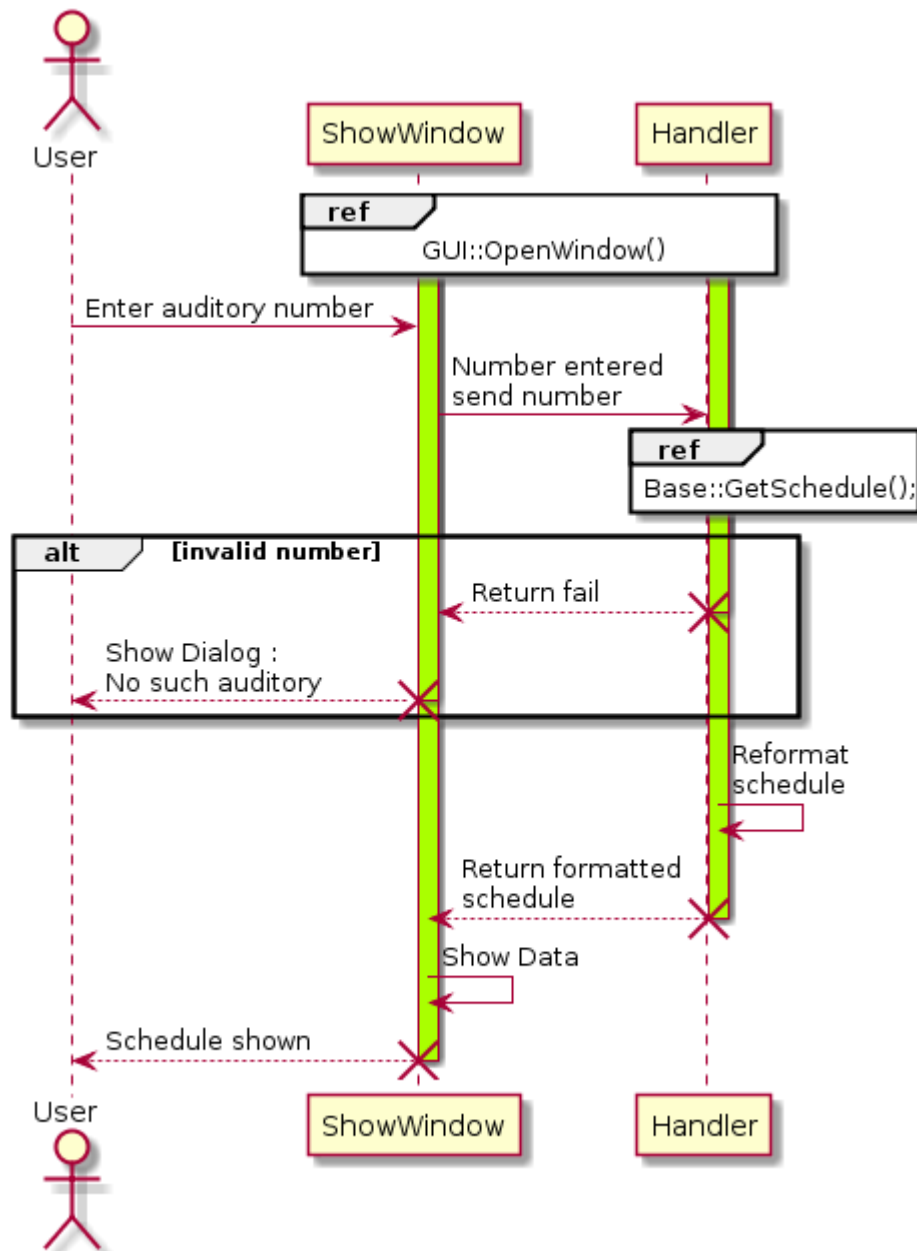 User
ShowWindow
Handler
ref
GUI::OpenWindow()
Enter auditory number
Number entered
send number
ref
Base::GetSchedule();
alt
[invalid number]
Return fail
Show Dialog :
No such auditory
Reformat
schedule
Return formatted
schedule
Show Data
Schedule shown
User
ShowWindow
Handler